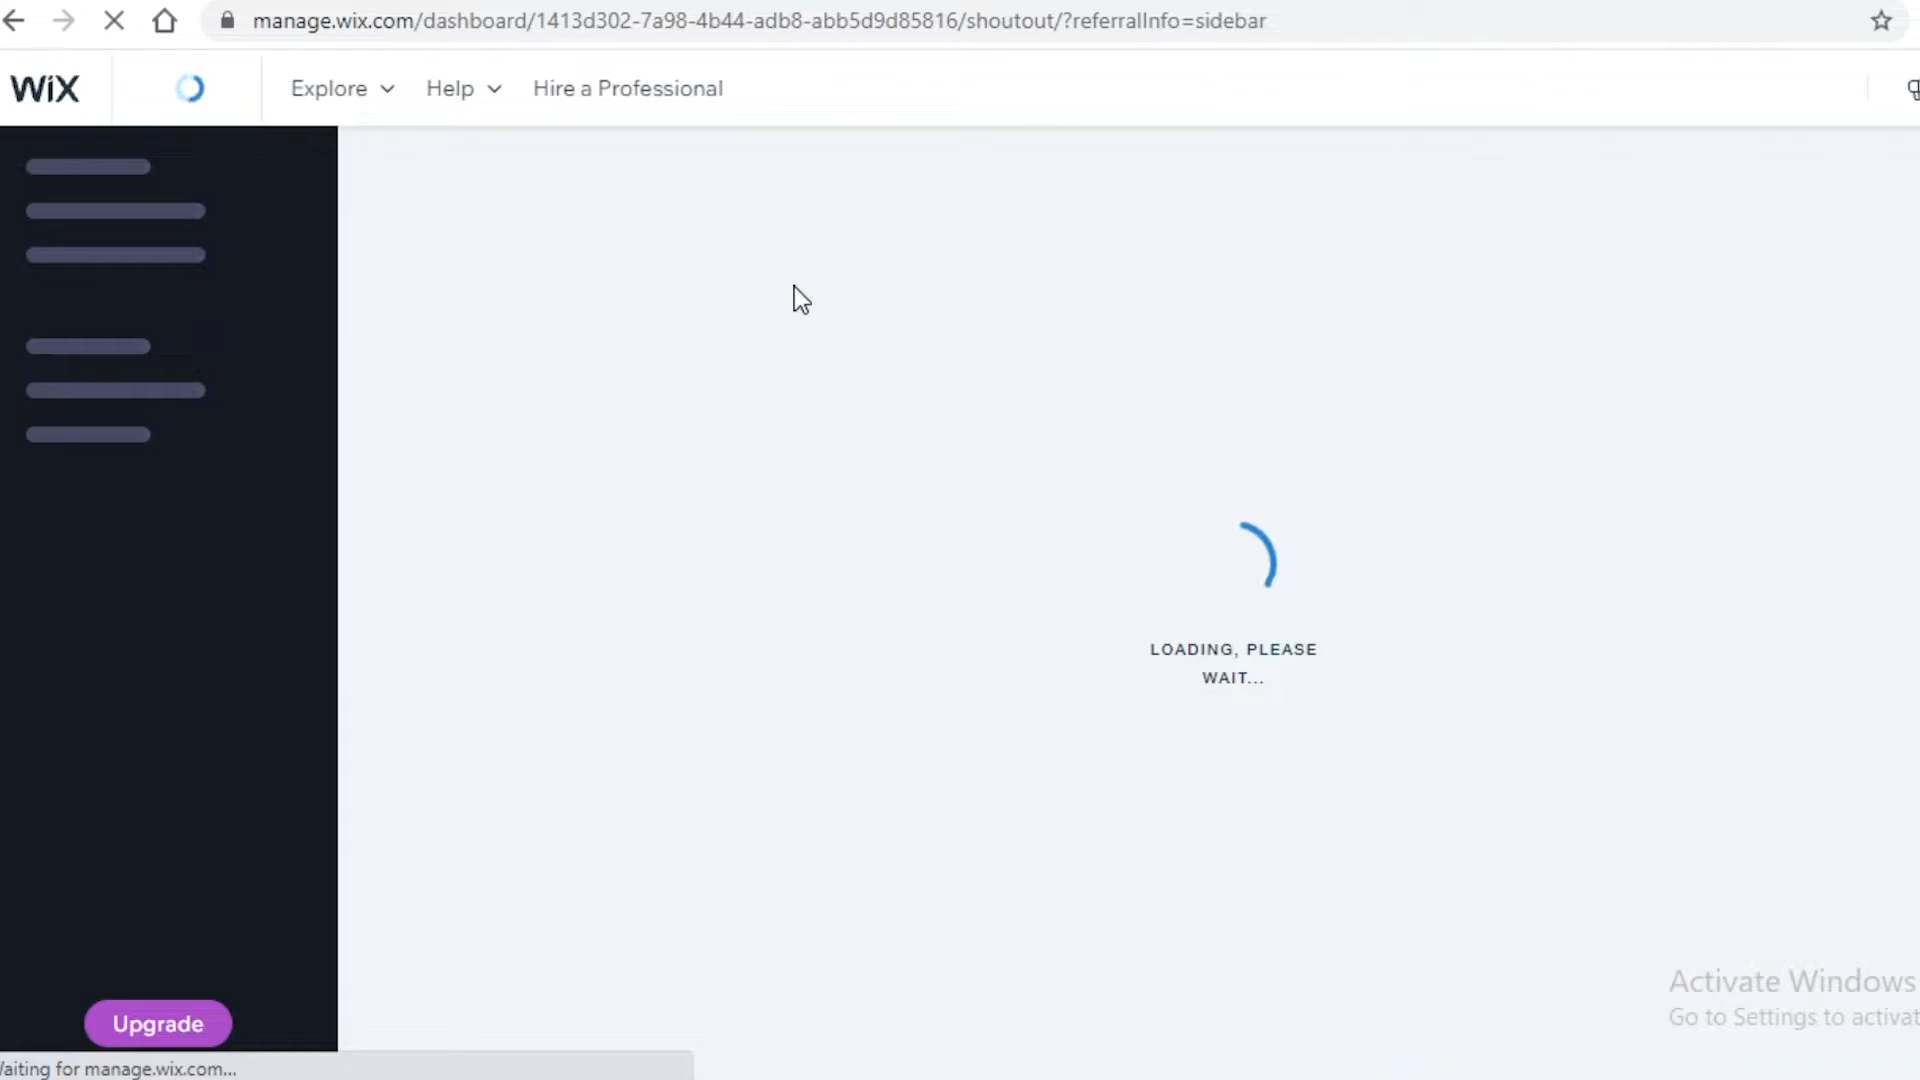 manage.wix.com/dashboard/1413d302-7a98-4b44-adb8-abb5d9d85816/shoutout/?referralInfo=sidebar
WiX
Explore
Help
Hire a Professional
LOADING, PLEASE
WAIT...
Activate Windows
Go to Settings to activat
Upgrade
aiting for manage.wix.com...